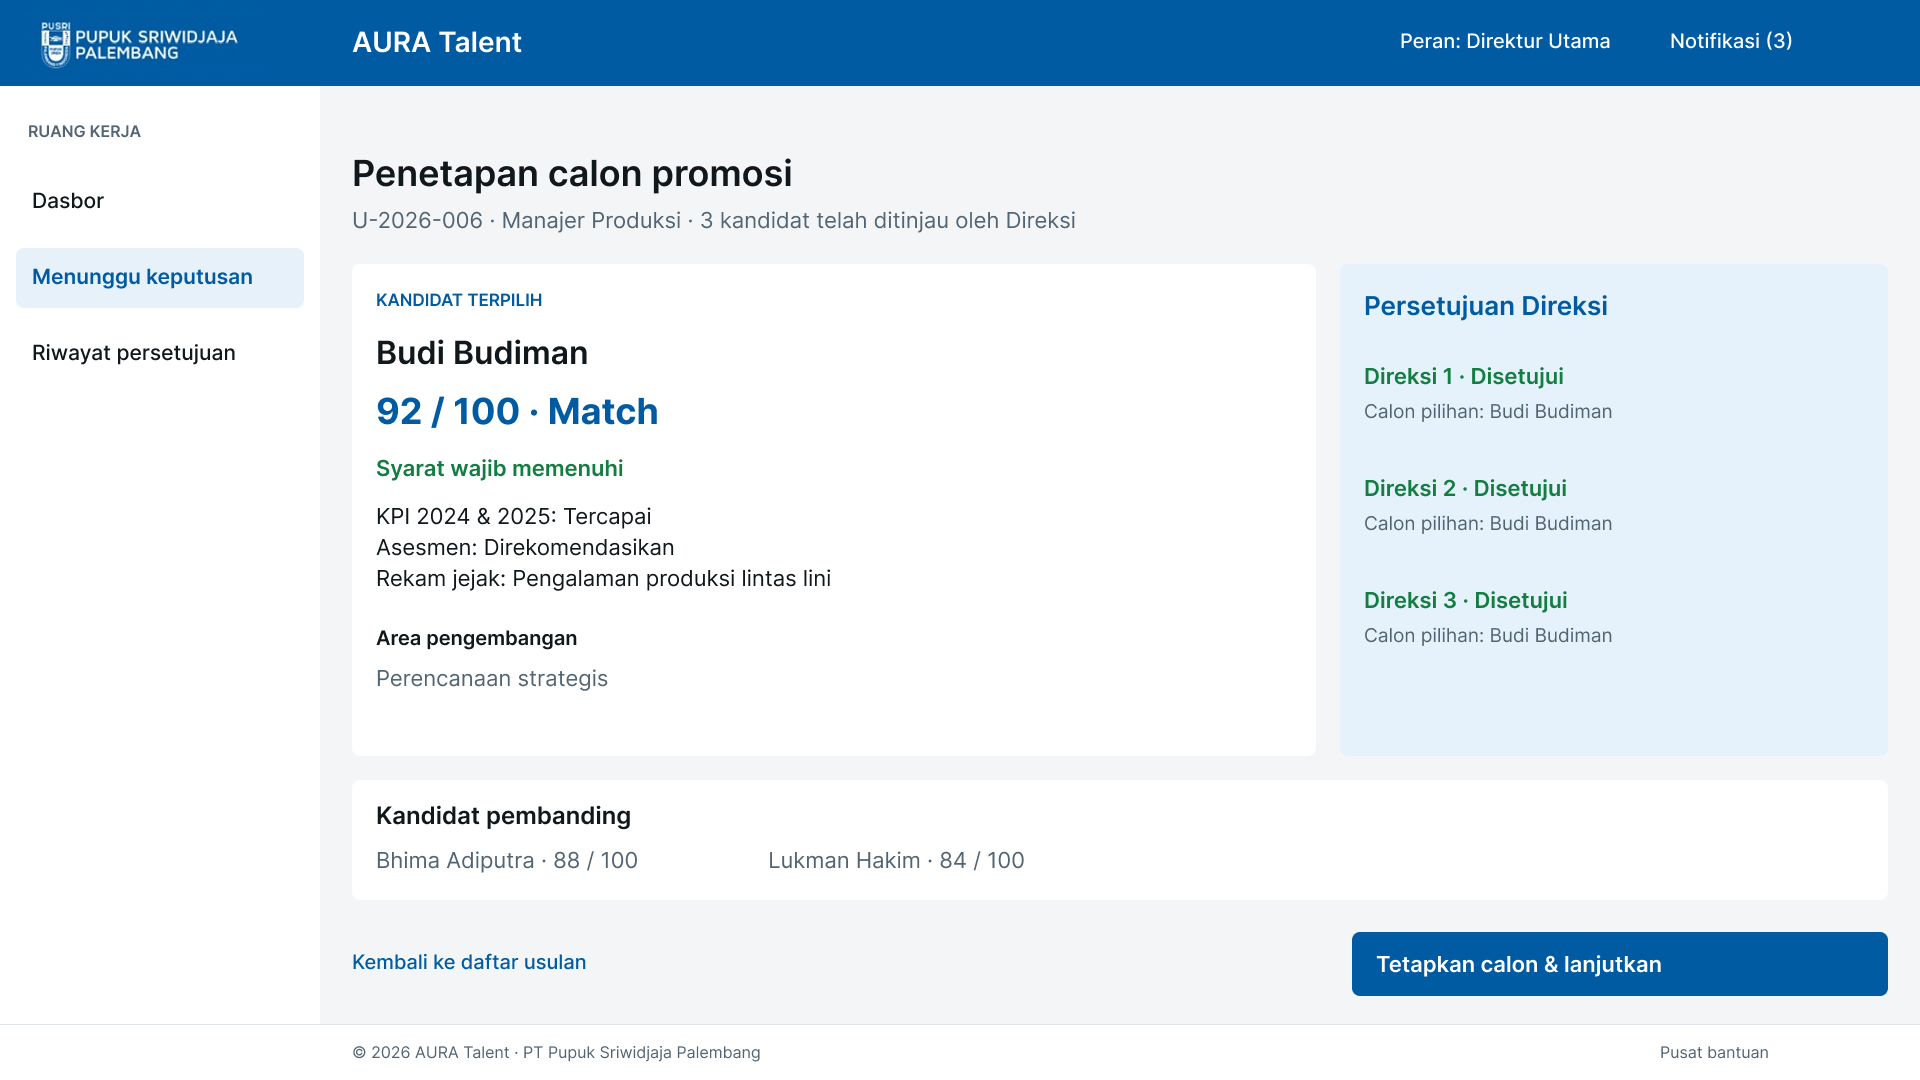 PUSRI
PUPUK SRIWIDJAJA
PALEMBANG
AURA Talent
Peran: Direktur Utama
Notifikasi (3)
RUANG KERJA
Dasbor
Menunggu keputusan
Riwayat persetujuan
Penetapan calon promosi
U-2026-006 · Manajer Produksi · 3 kandidat telah ditinjau oleh Direksi
KANDIDAT TERPILIH
Budi Budiman
92 / 100 · Match
Syarat wajib memenuhi
KPI 2024 & 2025: Tercapai
Asesmen: Direkomendasikan
Rekam jejak: Pengalaman produksi lintas lini
Area pengembangan
Perencanaan strategis
Persetujuan Direksi
Direksi 1 · Disetujui
Calon pilihan: Budi Budiman
Direksi 2 · Disetujui
Calon pilihan: Budi Budiman
Direksi 3 · Disetujui
Calon pilihan: Budi Budiman
Kandidat pembanding
Bhima Adiputra · 88 / 100
Lukman Hakim · 84 / 100
Kembali ke daftar usulan
Tetapkan calon & lanjutkan
© 2026 AURA Talent · PT Pupuk Sriwidjaja Palembang
Pusat bantuan